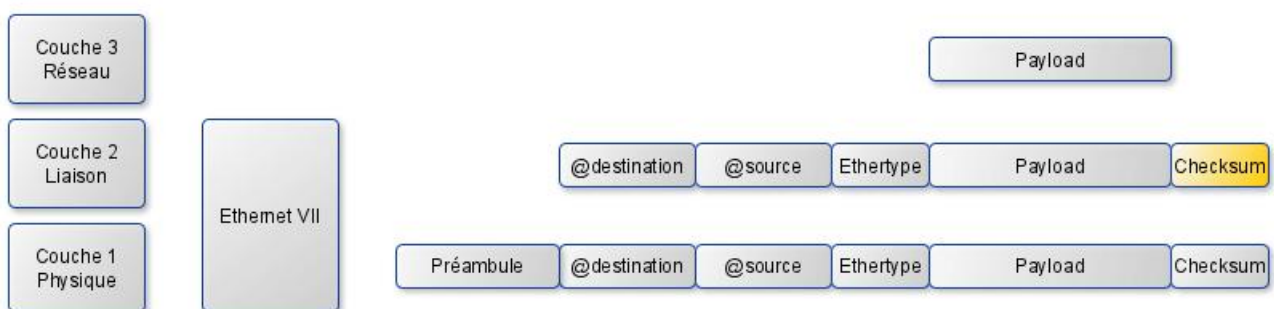 Couche 3
Réseau
Payload
Couche 2
Liaison
@destination @source Ethertype Payload Checksum
Ethernet VII
Couche 1
Physique
Préambule @destination @source Ethertype Payload Checksum